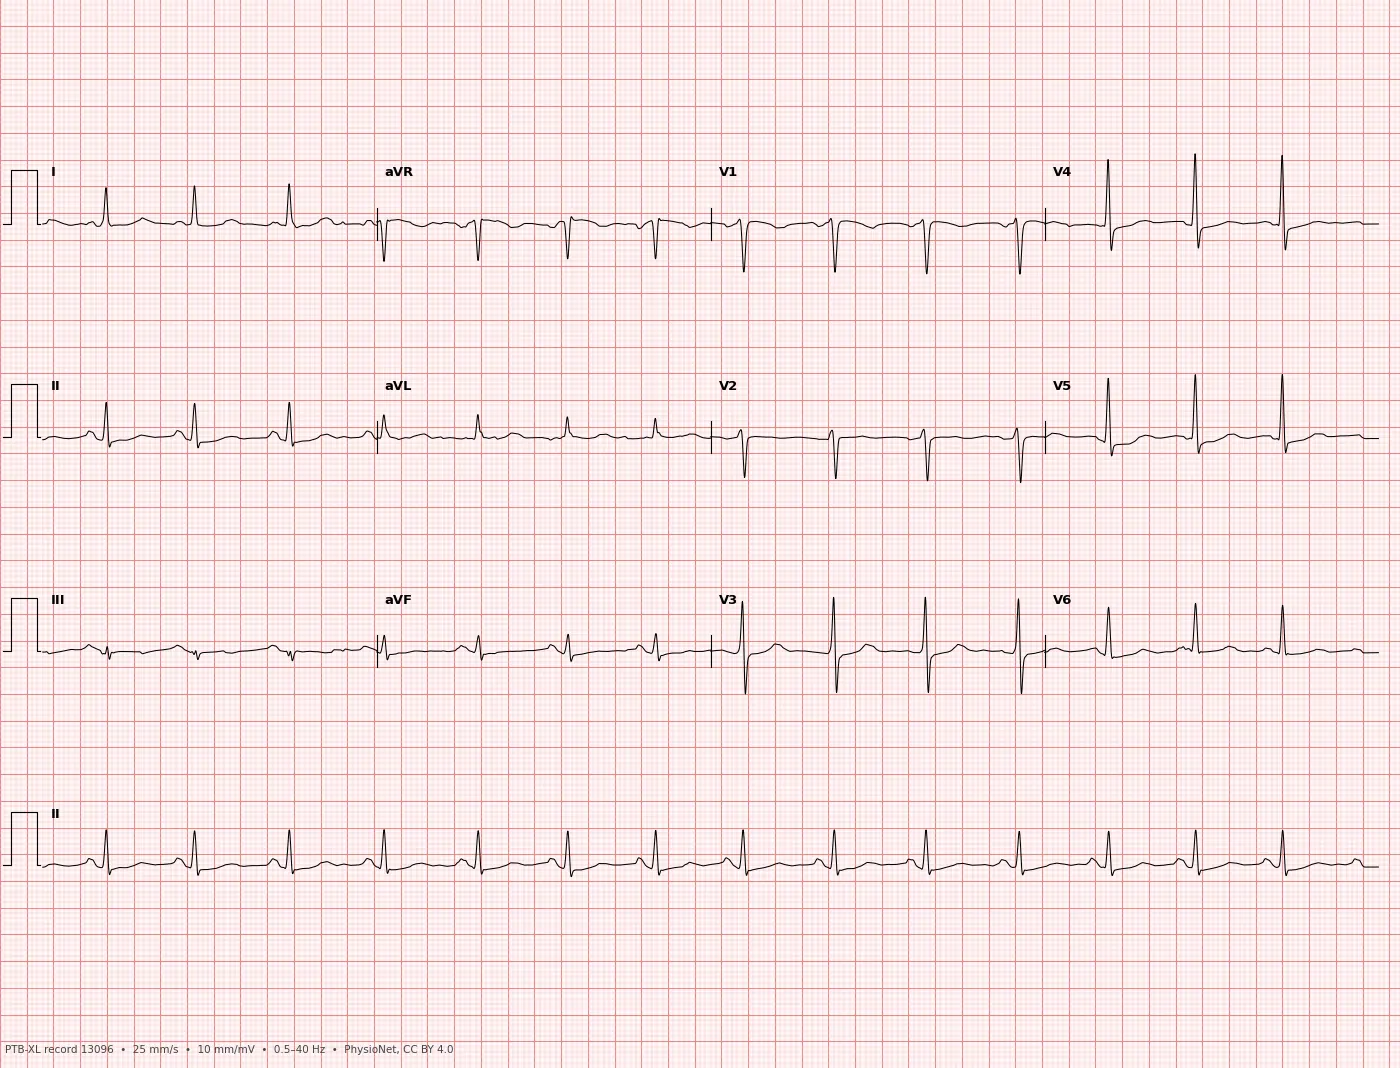 I aVR V1 V4
II aVL V2 V5
III aVF V3 V6
II
PTB-XL record 13096 • 25 mm/s • 10 mm/mV • 0.5–40 Hz • PhysioNet, CC BY 4.0